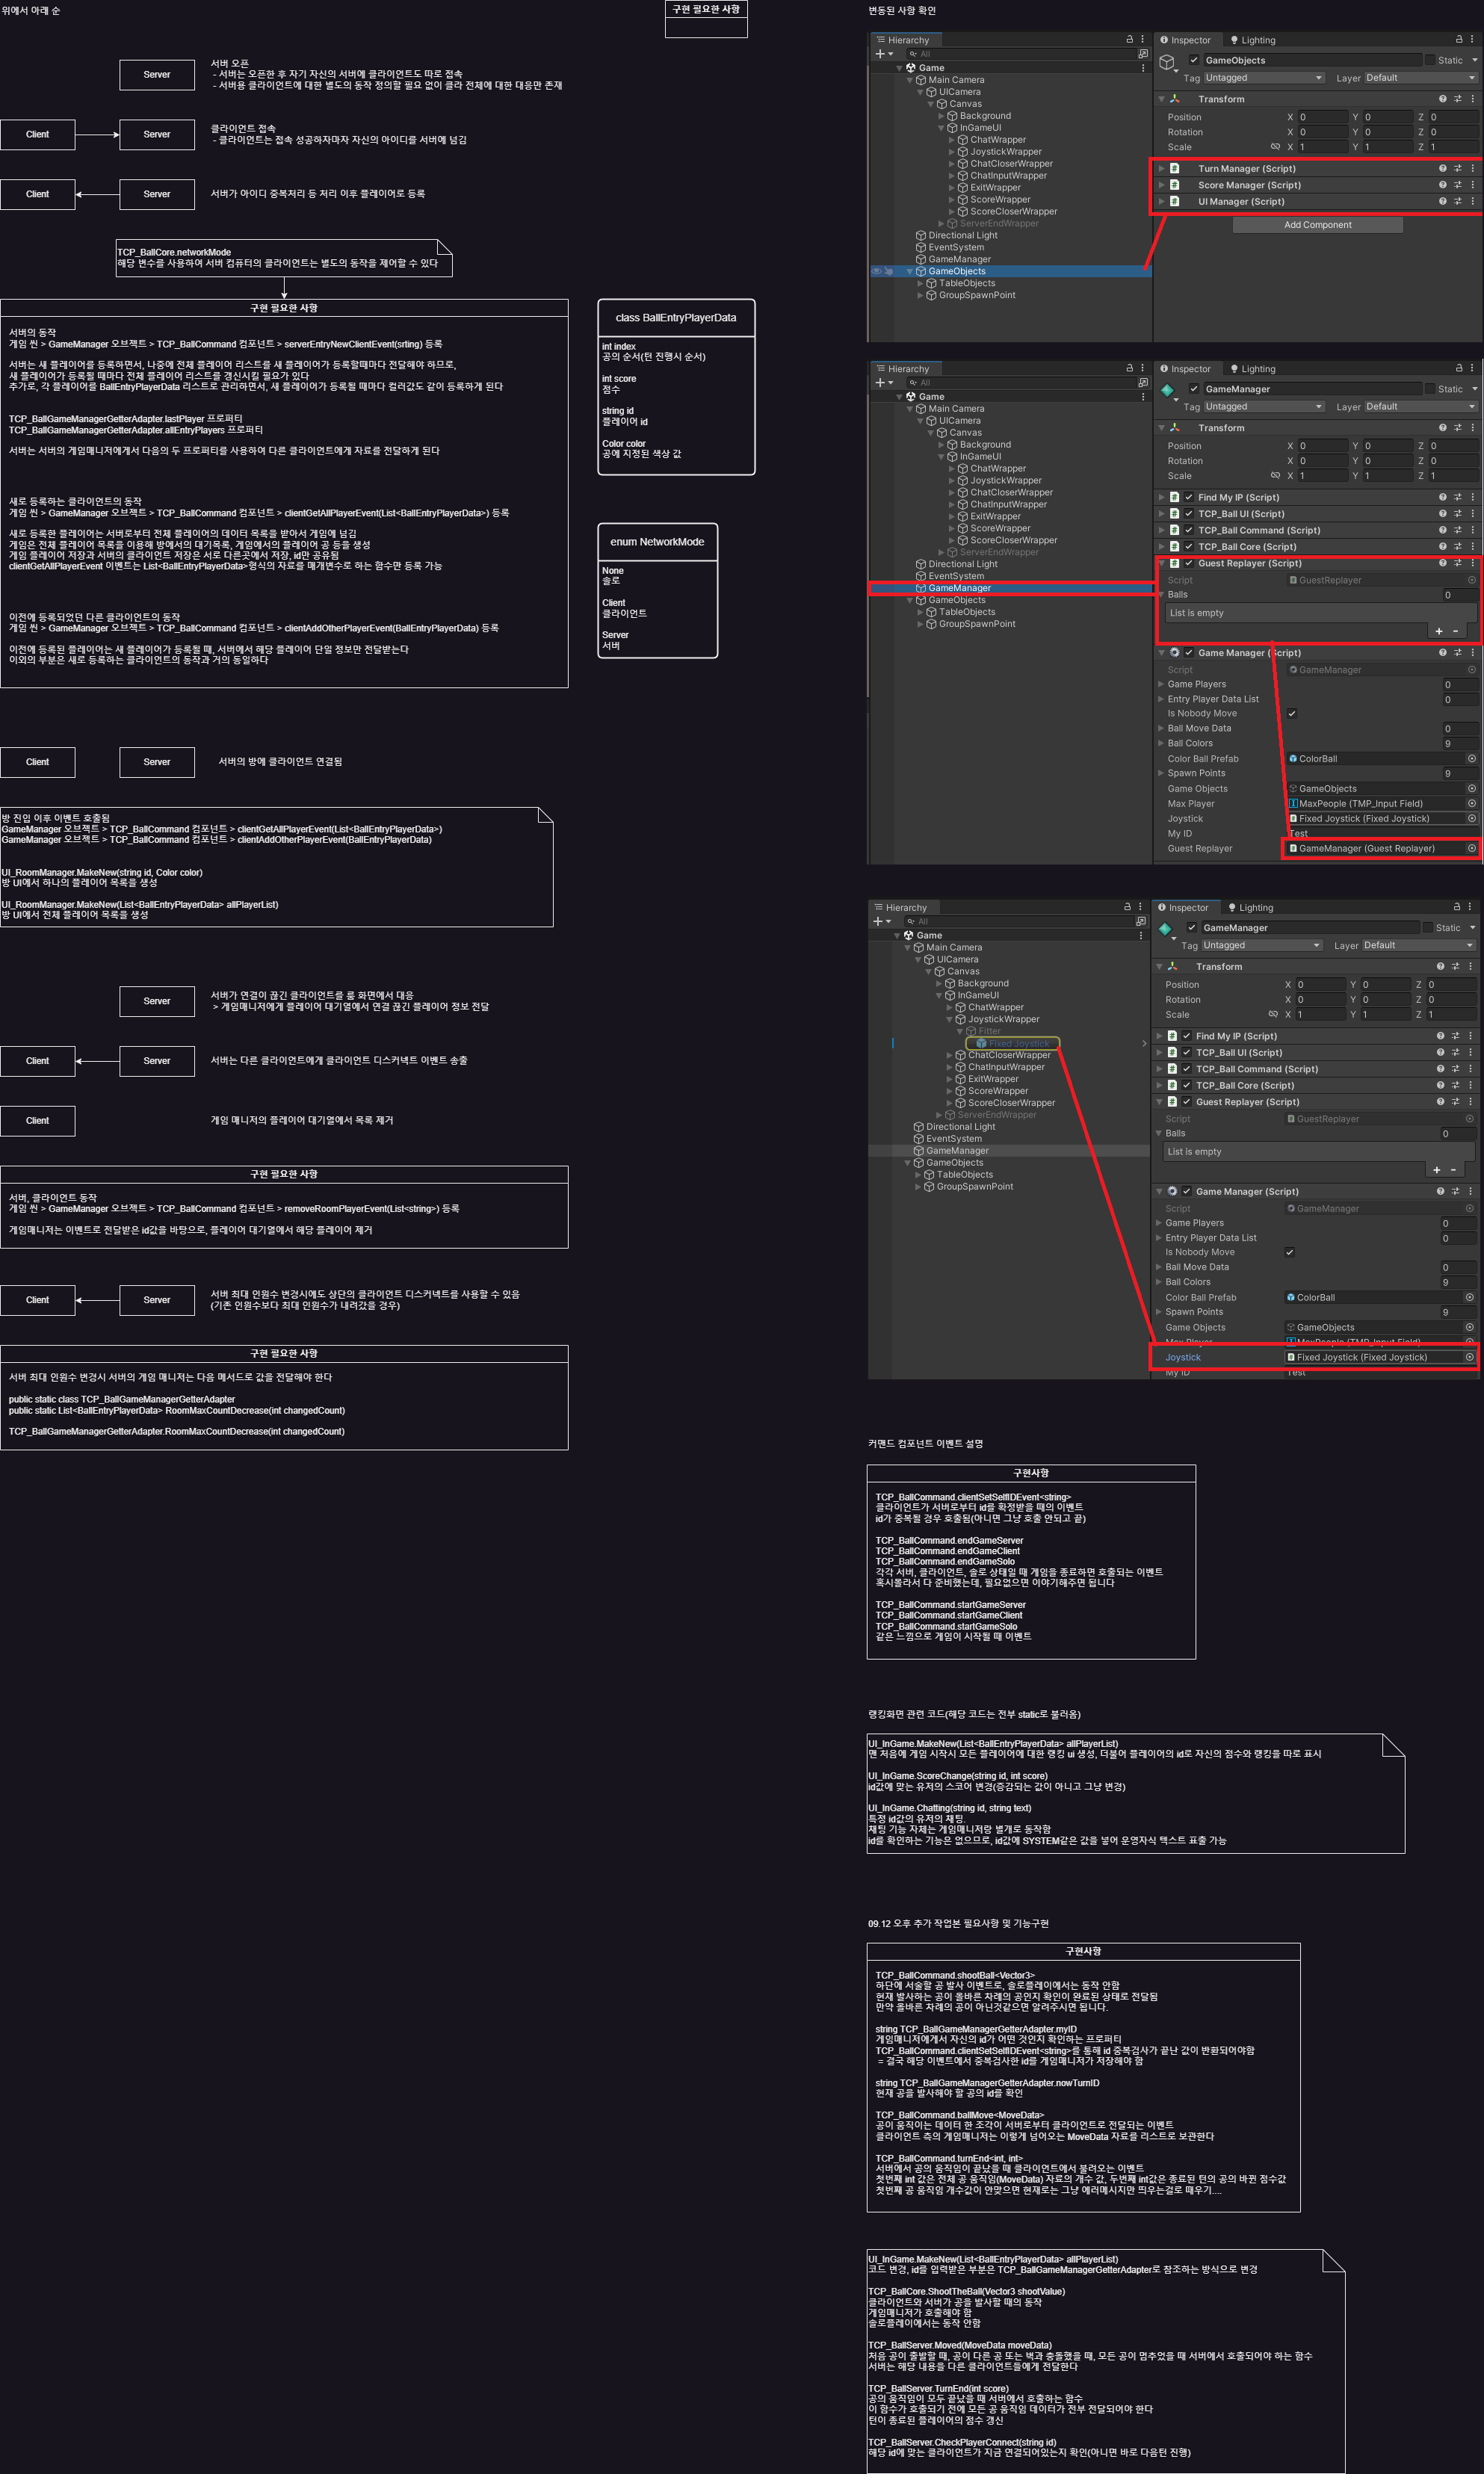 위에서 아래 순
구현 필요한 사항
Server
서버 오픈
- 서버는 오픈한 후 자기 자신의 서버에 클라이언트도 따로 접속
- 서버용 클라이언트에 대한 별도의 동작 정의할 필요 없이 클라 전체에 대한 대응만 존재
Client
Server
클라이언트 접속
- 클라이언트는 접속 성공하자마자 자신의 아이디를 서버에 넘김
Client
Server
서버가 아이디 중복처리 등 처리 이후 플레이어로 등록
TCP_BallCore.networkMode
해당 변수를 사용하여 서버 컴퓨터의 클라이언트는 별도의 동작을 제어할 수 있다
구현 필요한 사항
서버의 동작
게임 씬 > GameManager 오브젝트 > TCP_BallCommand 컴포넌트 > serverEntryNewClientEvent(srting) 등록
서버는 새 플레이어를 등록하면서, 나중에 전체 플레이어 리스트를 새 플레이어가 등록할때마다 전달해야 하므로,
새 플레이어가 등록될 때마다 전체 플레이어 리스트를 갱신시킬 필요가 있다
추가로, 각 플레이어를 BallEntryPlayerData 리스트로 관리하면서, 새 플레이어가 등록될 때마다 컬러값도 같이 등록하게 된다
TCP_BallGameManagerGetterAdapter.lastPlayer 프로퍼티
TCP_BallGameManagerGetterAdapter.allEntryPlayers 프로퍼티
서버는 서버의 게임매니저에게서 다음의 두 프로퍼티를 사용하여 다른 클라이언트에게 자료를 전달하게 된다
새로 등록하는 클라이언트의 동작
게임 씬 > GameManager 오브젝트 > TCP_BallCommand 컴포넌트 > clientGetAllPlayerEvent(List<BallEntryPlayerData>) 등록
새로 등록한 플레이어는 서버로부터 전체 플레이어의 데이터 목록을 받아서 게임에 넘김
게임은 전체 플레이어 목록을 이용해 방에서의 대기목록, 게임에서의 플레이어 공 등을 생성
게임 플레이어 저장과 서버의 클라이언트 저장은 서로 다른곳에서 저장, id만 공유됨
clientGetAllPlayerEvent 이벤트는 List<BallEntryPlayerData>형식의 자료를 매개변수로 하는 함수만 등록 가능
이전에 등록되었던 다른 클라이언트의 동작
게임 씬 > GameManager 오브젝트 > TCP_BallCommand 컴포넌트 > clientAddOtherPlayerEvent(BallEntryPlayerData) 등록
이전에 등록된 플레이어는 새 플레이어가 등록될 때, 서버에서 해당 플레이어 단일 정보만 전달받는다
이외의 부분은 새로 등록하는 클라이언트의 동작과 거의 동일하다
class BallEntryPlayerData
int index
공의 순서(턴 진행시 순서)
int score
점수
string id
플레이어 id
Color color
공에 지정된 색상 값
enum NetworkMode
None
솔로
Client
클라이언트
Server
서버
Client
Server
서버의 방에 클라이언트 연결됨
방 진입 이후 이벤트 호출됨
GameManager 오브젝트 > TCP_BallCommand 컴포넌트 > clientGetAllPlayerEvent(List<BallEntryPlayerData>)
GameManager 오브젝트 > TCP_BallCommand 컴포넌트 > clientAddOtherPlayerEvent(BallEntryPlayerData)
UI_RoomManager.MakeNew(string id, Color color)
방 UI에서 하나의 플레이어 목록을 생성
UI_RoomManager.MakeNew(List<BallEntryPlayerData> allPlayerList)
방 UI에서 전체 플레이어 목록을 생성
Server
서버가 연결이 끊긴 클라이언트를 룸 화면에서 대응
> 게임매니저에게 플레이어 대기열에서 연결 끊긴 플레이어 정보 전달
Client
Server
서버는 다른 클라이언트에게 클라이언트 디스커넥트 이벤트 송출
Client
게임 매니저의 플레이어 대기열에서 목록 제거
구현 필요한 사항
서버, 클라이언트 동작
게임 씬 > GameManager 오브젝트 > TCP_BallCommand 컴포넌트 > removeRoomPlayerEvent(List<string>) 등록
게임매니저는 이벤트로 전달받은 id값을 바탕으로, 플레이어 대기열에서 해당 플레이어 제거
Client
Server
서버 최대 인원수 변경시에도 상단의 클라이언트 디스커넥트를 사용할 수 있음
(기존 인원수보다 최대 인원수가 내려갔을 경우)
구현 필요한 사항
서버 최대 인원수 변경시 서버의 게임 매니저는 다음 메서드로 값을 전달해야 한다
public static class TCP_BallGameManagerGetterAdapter
public static List<BallEntryPlayerData> RoomMaxCountDecrease(int changedCount)
TCP_BallGameManagerGetterAdapter.RoomMaxCountDecrease(int changedCount)
변동된 사항 확인
Hierarchy
All
Game
Main Camera
UICamera
Canvas
Background
InGameUI
ChatWrapper
JoystickWrapper
ChatCloserWrapper
ChatInputWrapper
ExitWrapper
ScoreWrapper
ScoreCloserWrapper
ServerEndWrapper
Directional Light
EventSystem
GameManager
GameObjects
TableObjects
GroupSpawnPoint
Inspector Lighting
GameObjects Static
Tag Untagged Layer Default
Transform
Position X 0 Y 0 Z 0
Rotation X 0 Y 0 Z 0
Scale X 1 Y 1 Z 1
Turn Manager (Script)
Score Manager (Script)
UI Manager (Script)
Add Component
Hierarchy
All
Game
Main Camera
UICamera
Canvas
Background
InGameUI
ChatWrapper
JoystickWrapper
ChatCloserWrapper
ChatInputWrapper
ExitWrapper
ScoreWrapper
ScoreCloserWrapper
ServerEndWrapper
Directional Light
EventSystem
GameManager
GameObjects
TableObjects
GroupSpawnPoint
Inspector Lighting
GameManager Static
Tag Untagged Layer Default
Transform
Position X 0 Y 0 Z 0
Rotation X 0 Y 0 Z 0
Scale X 1 Y 1 Z 1
Find My IP (Script)
TCP_Ball UI (Script)
TCP_Ball Command (Script)
TCP_Ball Core (Script)
Guest Replayer (Script)
Script GuestReplayer
Balls 0
List is empty
Game Manager (Script)
Script GameManager
Game Players 0
Entry Player Data List 0
Is Nobody Move
Ball Move Data 0
Ball Colors 9
Color Ball Prefab ColorBall
Spawn Points 9
Game Objects GameObjects
Max Player MaxPeople (TMP_Input Field)
Joystick Fixed Joystick (Fixed Joystick)
My ID Test
Guest Replayer GameManager (Guest Replayer)
Hierarchy
All
Game
Main Camera
UICamera
Canvas
Background
InGameUI
ChatWrapper
JoystickWrapper
Fitter
Fixed Joystick
ChatCloserWrapper
ChatInputWrapper
ExitWrapper
ScoreWrapper
ScoreCloserWrapper
ServerEndWrapper
Directional Light
EventSystem
GameManager
GameObjects
TableObjects
GroupSpawnPoint
Inspector Lighting
GameManager Static
Tag Untagged Layer Default
Transform
Position X 0 Y 0 Z 0
Rotation X 0 Y 0 Z 0
Scale X 1 Y 1 Z 1
Find My IP (Script)
TCP_Ball UI (Script)
TCP_Ball Command (Script)
TCP_Ball Core (Script)
Guest Replayer (Script)
Script GuestReplayer
Balls 0
List is empty
Game Manager (Script)
Script GameManager
Game Players 0
Entry Player Data List 0
Is Nobody Move
Ball Move Data 0
Ball Colors 9
Color Ball Prefab ColorBall
Spawn Points 9
Game Objects GameObjects
Max Player MaxPeople (TMP_Input Field)
Joystick Fixed Joystick (Fixed Joystick)
My ID Test
커맨드 컴포넌트 이벤트 설명
구현사항
TCP_BallCommand.clientSetSelfIDEvent<string>
클라이언트가 서버로부터 id를 확정받을 때의 이벤트
id가 중복될 경우 호출됨(아니면 그냥 호출 안되고 끝)
TCP_BallCommand.endGameServer
TCP_BallCommand.endGameClient
TCP_BallCommand.endGameSolo
각각 서버, 클라이언트, 솔로 상태일 때 게임을 종료하면 호출되는 이벤트
혹시몰라서 다 준비했는데, 필요없으면 이야기해주면 됩니다
TCP_BallCommand.startGameServer
TCP_BallCommand.startGameClient
TCP_BallCommand.startGameSolo
같은 느낌으로 게임이 시작될 때 이벤트
랭킹화면 관련 코드(해당 코드는 전부 static로 불러옴)
UI_InGame.MakeNew(List<BallEntryPlayerData> allPlayerList)
맨 처음에 게임 시작시 모든 플레이어에 대한 랭킹 ui 생성, 더불어 플레이어의 id로 자신의 점수와 랭킹을 따로 표시
UI_InGame.ScoreChange(string id, int score)
id값에 맞는 유저의 스코어 변경(증감되는 값이 아니고 그냥 변경)
UI_InGame.Chatting(string id, string text)
특정 id값의 유저의 채팅.
채팅 기능 자체는 게임매니저랑 별개로 동작함
id를 확인하는 기능은 없으므로, id값에 SYSTEM같은 값을 넣어 운영자식 텍스트 표출 가능
09.12 오후 추가 작업본 필요사항 및 기능구현
구현사항
TCP_BallCommand.shootBall<Vector3>
하단에 서술할 공 발사 이벤트로, 솔로플레이에서는 동작 안함
현재 발사하는 공이 올바른 차례의 공인지 확인이 완료된 상태로 전달됨
만약 올바른 차례의 공이 아닌것같으면 알려주시면 됩니다.
string TCP_BallGameManagerGetterAdapter.myID
게임매니저에게서 자신의 id가 어떤 것인지 확인하는 프로퍼티
TCP_BallCommand.clientSetSelfIDEvent<string>를 통해 id 중복검사가 끝난 값이 반환되어야함
= 결국 해당 이벤트에서 중복검사한 id를 게임매니저가 저장해야 함
string TCP_BallGameManagerGetterAdapter.nowTurnID
현재 공을 발사해야 할 공의 id를 확인
TCP_BallCommand.ballMove<MoveData>
공이 움직이는 데이터 한 조각이 서버로부터 클라이언트로 전달되는 이벤트
클라이언트 측의 게임매니저는 이렇게 넘어오는 MoveData 자료를 리스트로 보관한다
TCP_BallCommand.turnEnd<int, int>
서버에서 공의 움직임이 끝났을 때 클라이언트에서 불려오는 이벤트
첫번째 int 값은 전체 공 움직임(MoveData) 자료의 개수 값, 두번째 int값은 종료된 턴의 공의 바뀐 점수값
첫번째 공 움직임 개수값이 안맞으면 현재로는 그냥 에러메시지만 띄우는걸로 때우기....
UI_InGame.MakeNew(List<BallEntryPlayerData> allPlayerList)
코드 변경, id를 입력받은 부분은 TCP_BallGameManagerGetterAdapter로 참조하는 방식으로 변경
TCP_BallCore.ShootTheBall(Vector3 shootValue)
클라이언트와 서버가 공을 발사할 때의 동작
게임매니저가 호출해야 함
솔로플레이에서는 동작 안함
TCP_BallServer.Moved(MoveData moveData)
처음 공이 출발할 때, 공이 다른 공 또는 벽과 충돌했을 때, 모든 공이 멈추었을 때 서버에서 호출되어야 하는 함수
서버는 해당 내용을 다른 클라이언트들에게 전달한다
TCP_BallServer.TurnEnd(int score)
공의 움직임이 모두 끝났을 때 서버에서 호출하는 함수
이 함수가 호출되기 전에 모든 공 움직임 데이터가 전부 전달되어야 한다
턴이 종료된 플레이어의 점수 갱신
TCP_BallServer.CheckPlayerConnect(string id)
해당 id에 맞는 클라이언트가 지금 연결되어있는지 확인(아니면 바로 다음턴 진행)